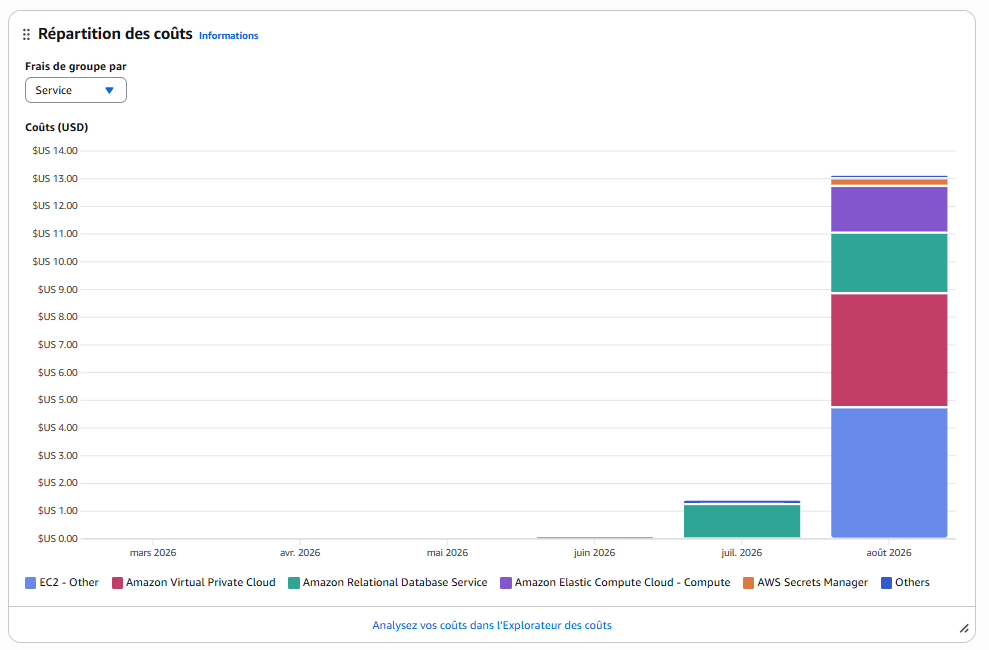 Répartition des coûts Informations
Frais de groupe par
Service
Coûts (USD)
$US 14.00
$US 13.00
$US 12.00
$US 11.00
$US 10.00
$US 9.00
$US 8.00
$US 7.00
$US 6.00
$US 5.00
$US 4.00
$US 3.00
$US 2.00
$US 1.00
$US 0.00
mars 2026 avr. 2026 mai 2026 juin 2026 juil. 2026 août 2026
EC2 - Other Amazon Virtual Private Cloud Amazon Relational Database Service Amazon Elastic Compute Cloud - Compute AWS Secrets Manager Others
Analysez vos coûts dans l'Explorateur des coûts